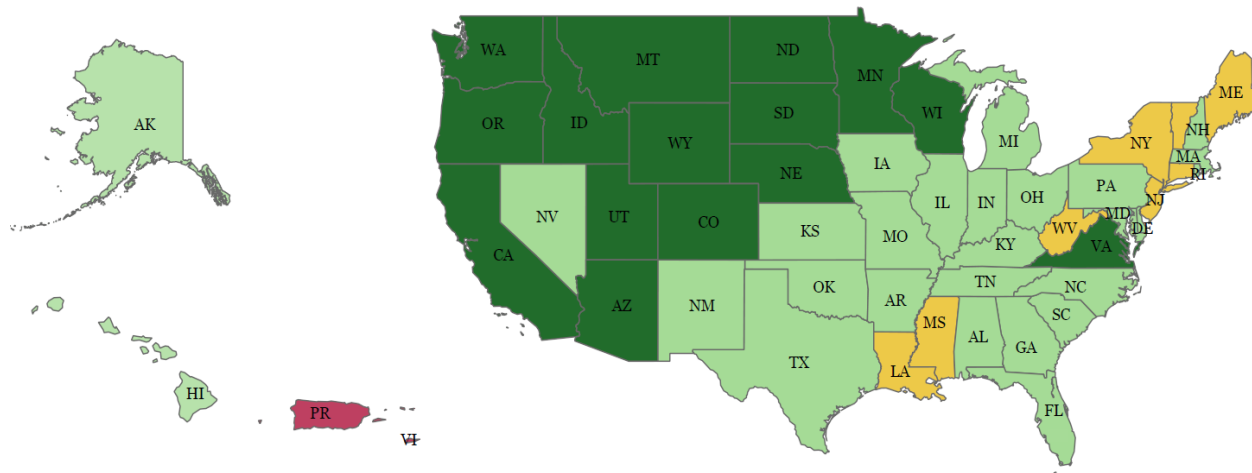 WA
MT
ND
MN
ME
WI
OR
ID
SD
AK
NH
NY
MI
WY
MA
IA
RI
NE
PA
OH
NJ
IL
IN
NV
UT
CO
MD
WV
DE
KS
MO
KY
VA
CA
TN
OK
NC
AR
AZ
NM
SC
MS
AL
GA
TX
LA
HI
FL
PR
VI